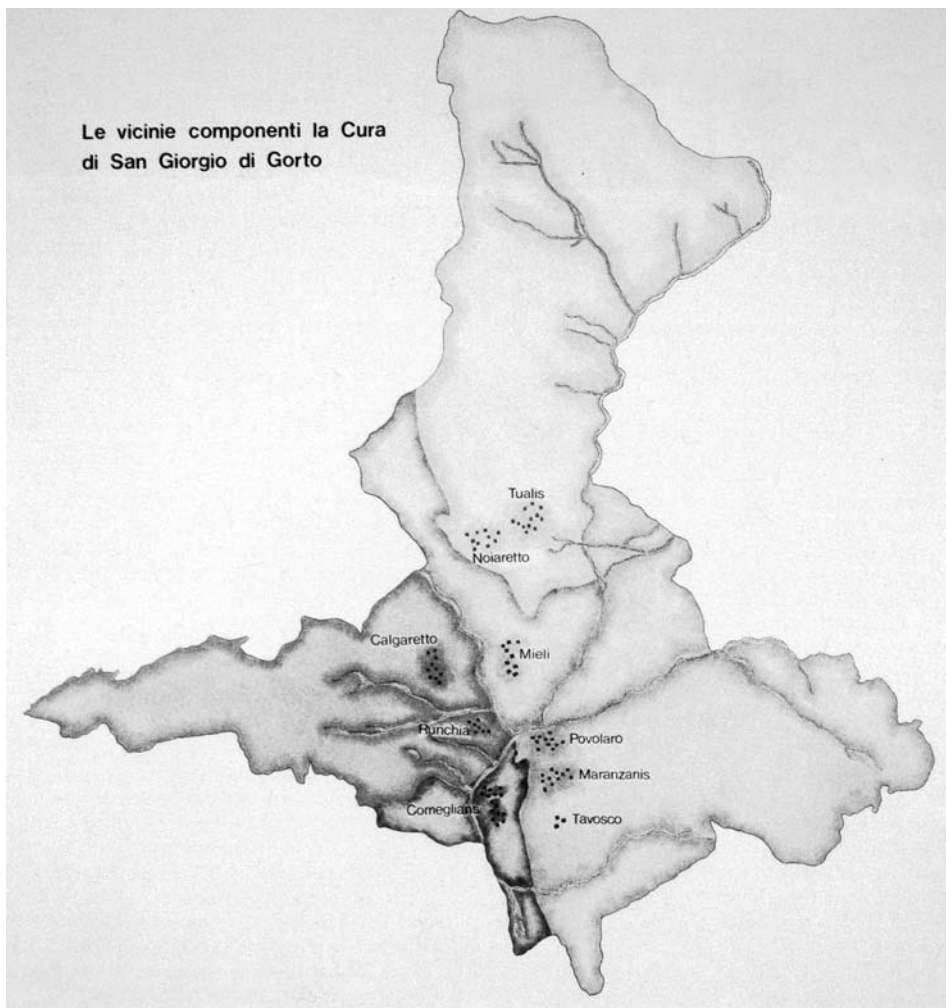 Le vicinie componenti la Cura
di San Giorgio di Gorto
Tualis
Noiaretto
Calgaretto
Mieli
Runchia
Povolaro
Maranzanis
Comeglians
Tavosco